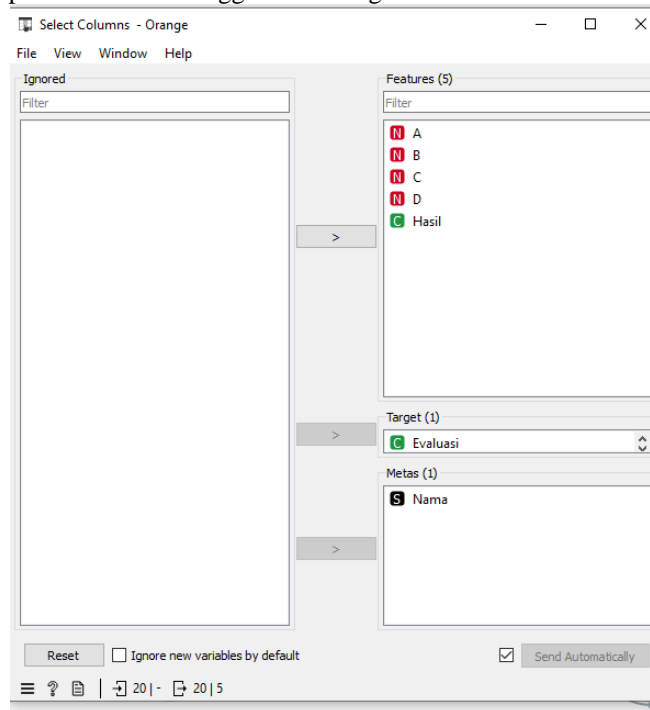 Select Columns - Orange
File View Window Help
Ignored
Filter
Features (5)
Filter
N A
N B
N C
N D
C Hasil
>
Target (1)
>
C Evaluasi
Metas (1)
S Nama
>
Reset
Ignore new variables by default
Send Automatically
? 20 | - 20 | 5